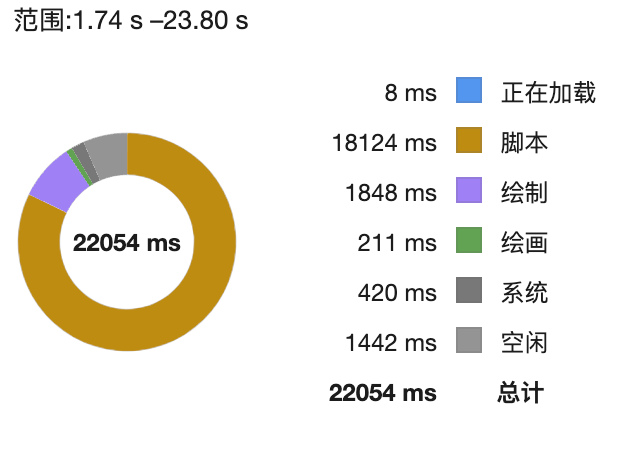 范围:1.74 s –23.80 s
8 ms 正在加载
18124 ms 脚本
1848 ms 绘制
22054 ms
211 ms 绘画
420 ms 系统
1442 ms 空闲
22054 ms 总计